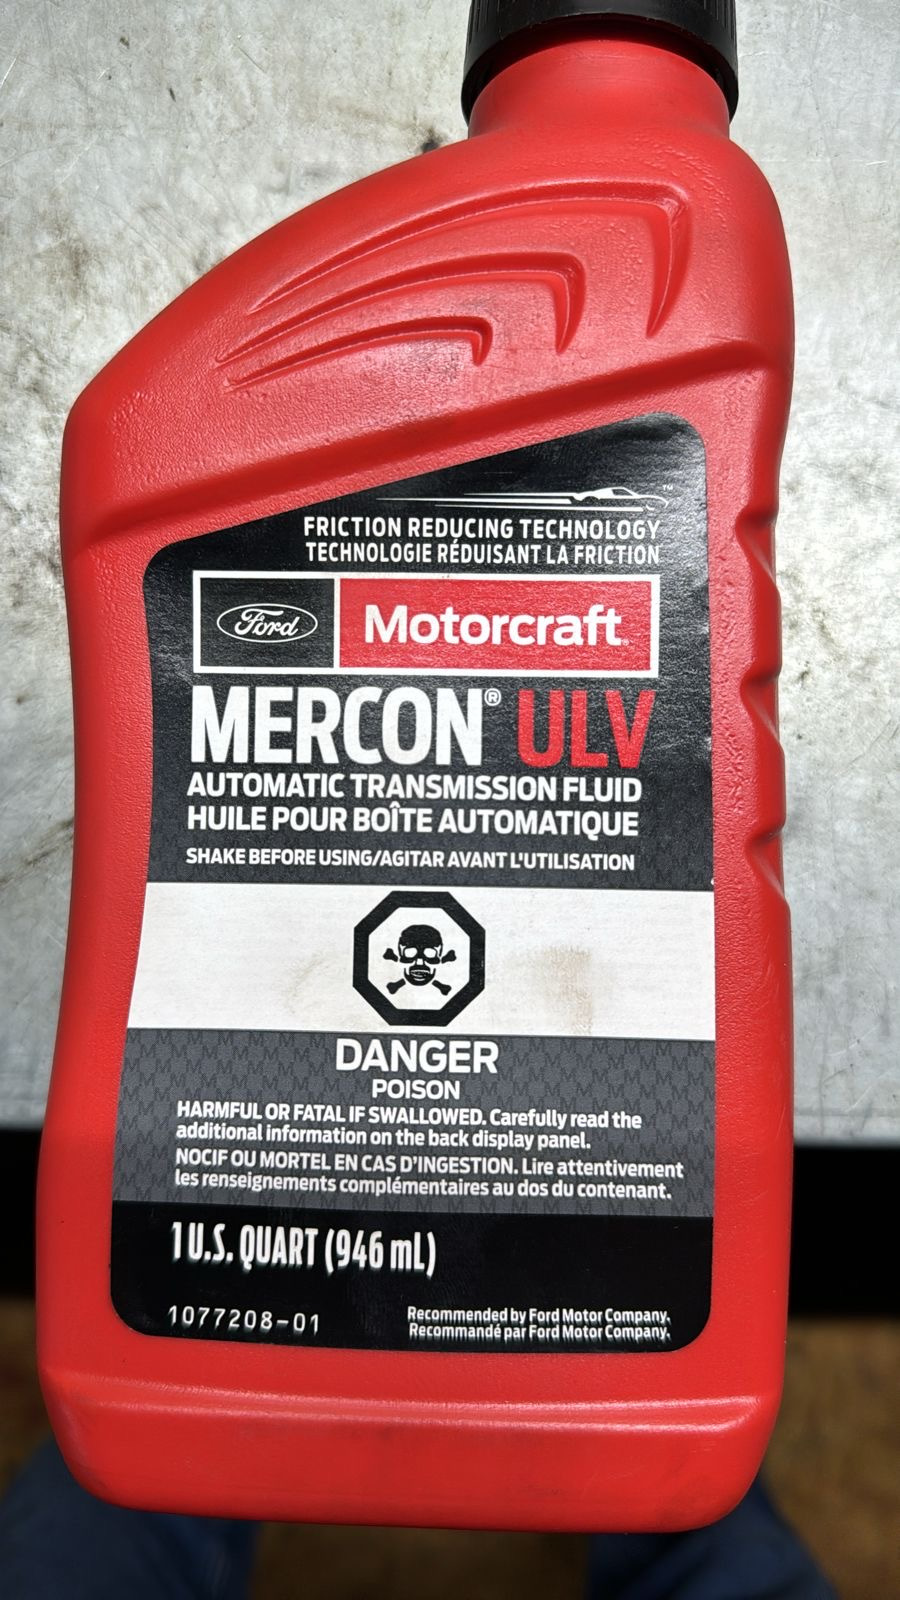 FRICTION REDUCING TECHNOLOGY
TECHNOLOGIE RÉDUISANT LA FRICTION
Ford Motorcraft
MERCON® ULV
AUTOMATIC TRANSMISSION FLUID
HUILE POUR BOÎTE AUTOMATIQUE
SHAKE BEFORE USING/AGITAR AVANT L'UTILISATION
DANGER
POISON
HARMFUL OR FATAL IF SWALLOWED. Carefully read the
additional information on the back display panel.
NOCIF OU MORTEL EN CAS D'INGESTION. Lire attentivement
les renseignements complémentaires au dos du contenant.
1 U.S. QUART (946 mL)
1077208-01
Recommended by Ford Motor Company.
Recommandé par Ford Motor Company.